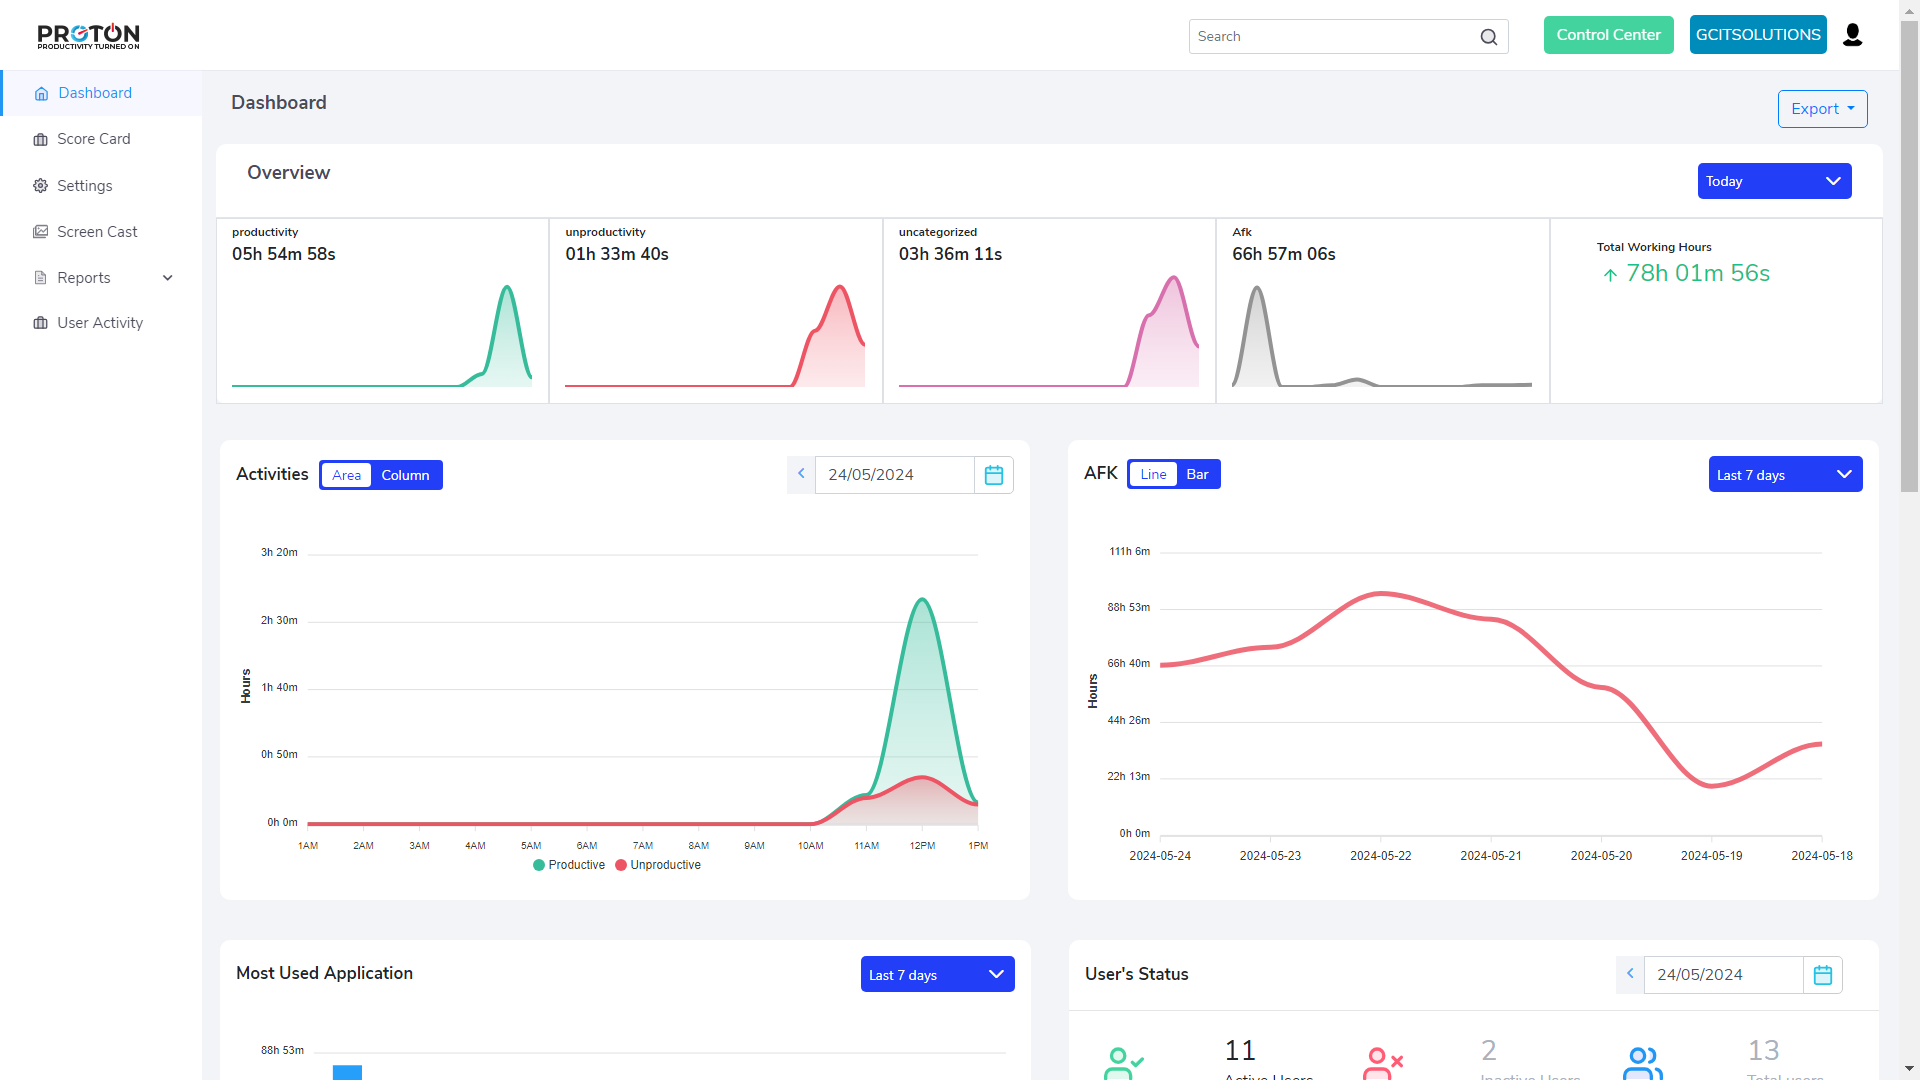 PROTON
PRODUCTIVITY TURNED ON
Search
Control Center
GCITSOLUTIONS
Dashboard
Score Card
Settings
Screen Cast
Reports
User Activity
Dashboard
Export
Overview
Today
productivity
05h 54m 58s
unproductivity
01h 33m 40s
uncategorized
03h 36m 11s
Afk
66h 57m 06s
Total Working Hours
78h 01m 56s
Activities
Area
Column
24/05/2024
3h 20m
2h 30m
1h 40m
0h 50m
0h 0m
Hours
1AM 2AM 3AM 4AM 5AM 6AM 7AM 8AM 9AM 10AM 11AM 12PM 1PM
Productive
Unproductive
AFK
Line
Bar
Last 7 days
111h 6m
88h 53m
66h 40m
44h 26m
22h 13m
0h 0m
Hours
2024-05-24 2024-05-23 2024-05-22 2024-05-21 2024-05-20 2024-05-19 2024-05-18
Most Used Application
Last 7 days
88h 53m
User's Status
24/05/2024
11
Active Users
2
Inactive Users
13
Total users